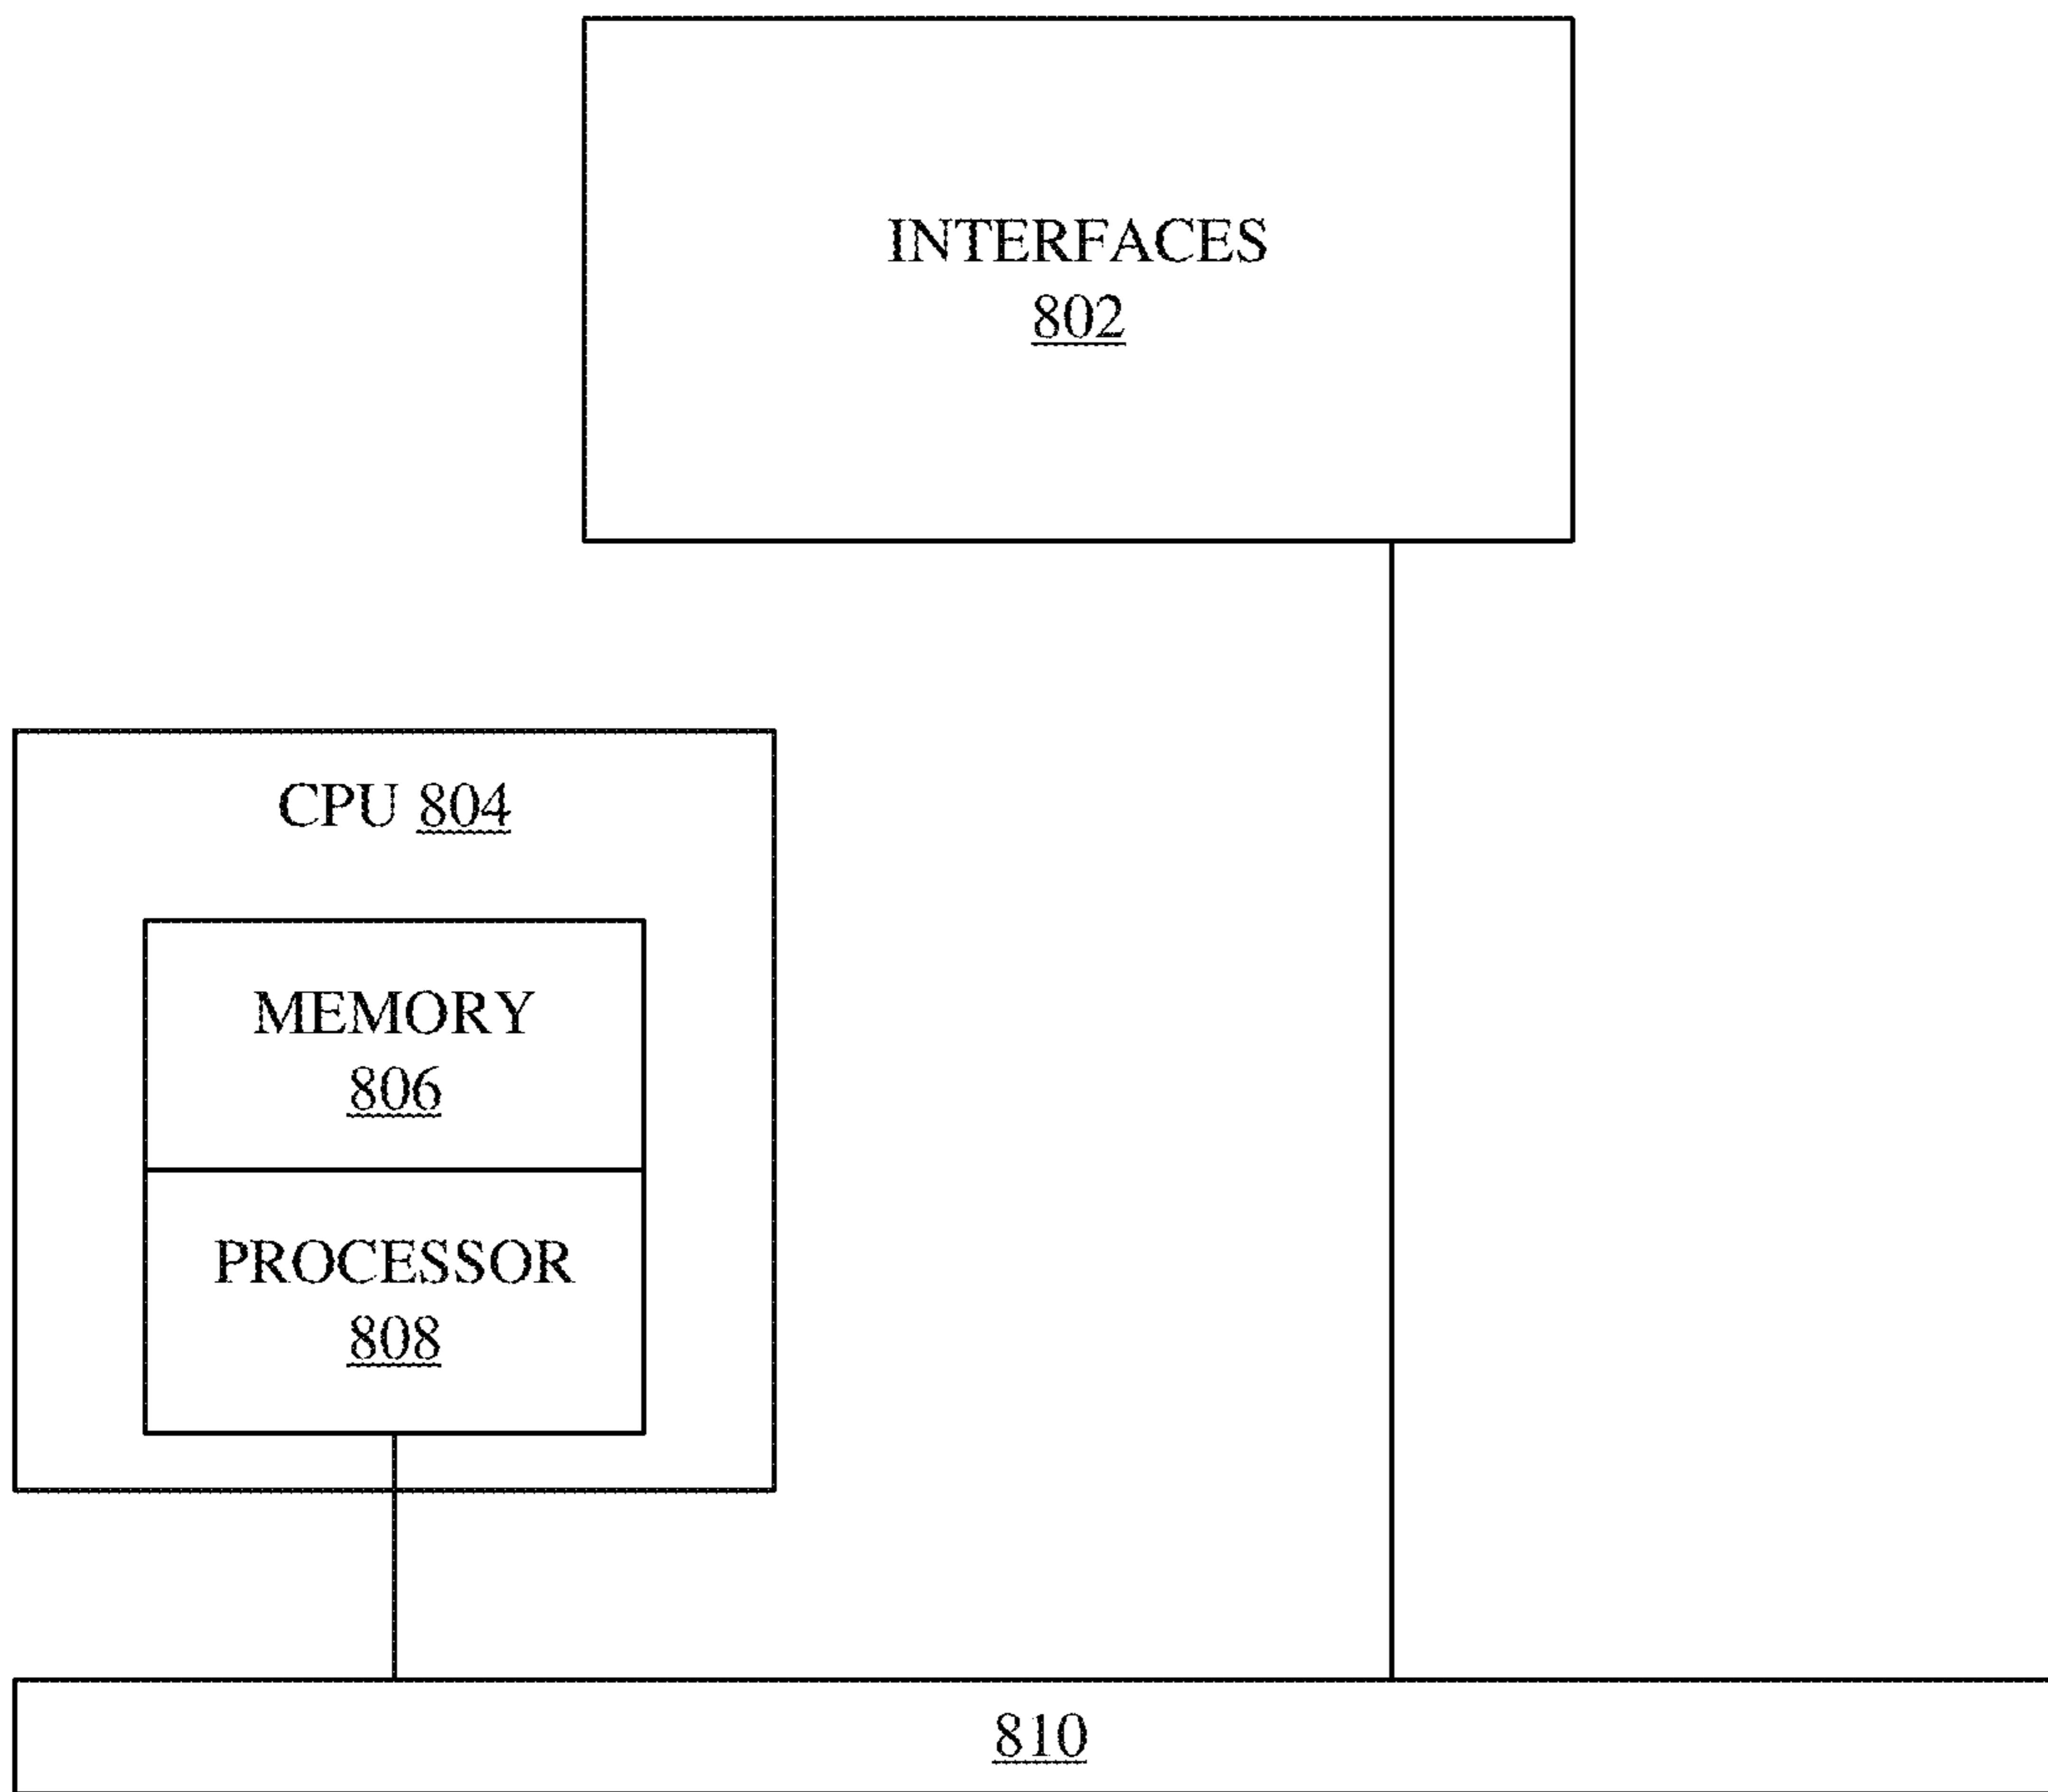 INTERFACES
802
CPU 804
MEMORY
806
PROCESSOR
808
810